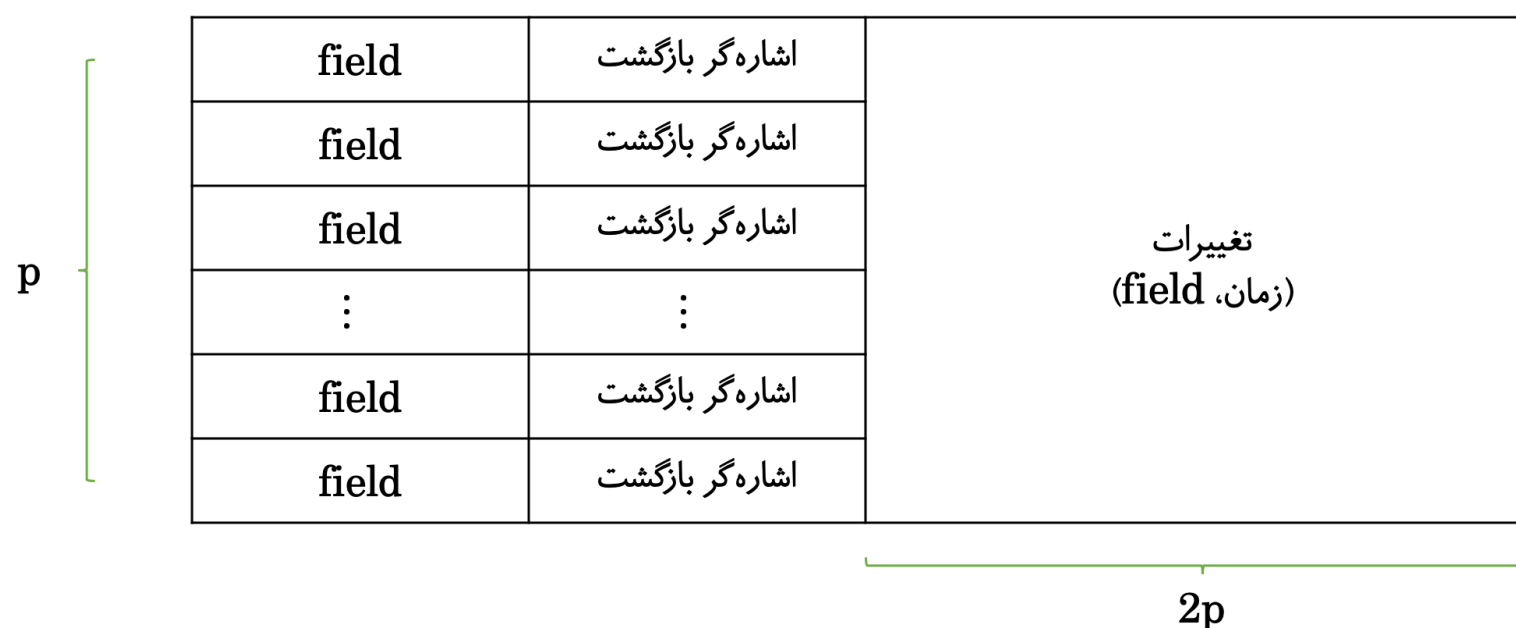 field اشاره‌گر بازگشت
field اشاره‌گر بازگشت
field اشاره‌گر بازگشت
تغییرات
(زمان، field)
p
⋮ ⋮
field اشاره‌گر بازگشت
field اشاره‌گر بازگشت
2p